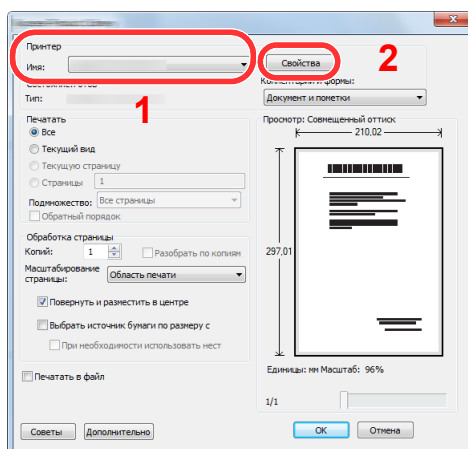 Принтер
Имя:
Свойства
2
Тип:
1
Комментарии и формы:
Документ и пометки
Печатать
Все
Текущий вид
Текущую страницу
Страницы
1
Подмножество:
Все страницы
Обратный порядок
Просмотр: Совмещенный оттиск
210,02
297,01
Обработка страницы
Копий:
1
Разобрать по копиям
Масштабирование
страницы:
Область печати
Повернуть и разместить в центре
Выбрать источник бумаги по размеру с
При необходимости использовать нест
Печатать в файл
Единицы: мм Масштаб: 96%
1/1
Советы
Дополнительно
OK
Отмена